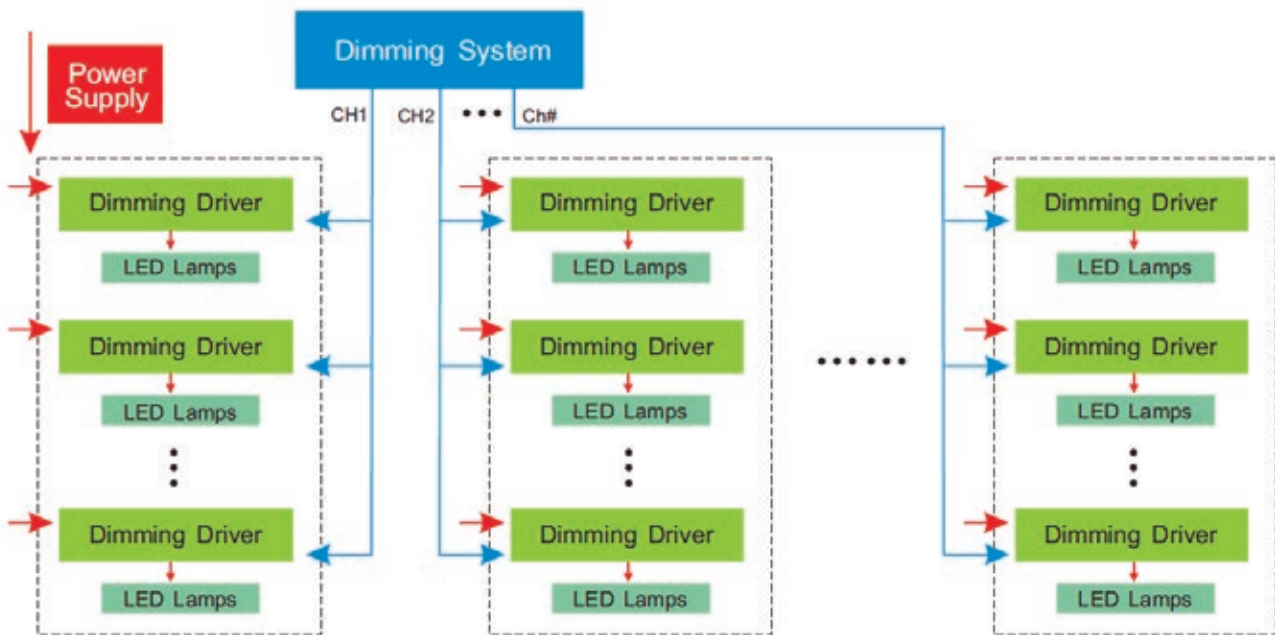 Dimming System
Power
Supply
CH1
CH2
Ch#
Dimming Driver
Dimming Driver
Dimming Driver
LED Lamps
LED Lamps
LED Lamps
Dimming Driver
Dimming Driver
Dimming Driver
LED Lamps
LED Lamps
LED Lamps
Dimming Driver
Dimming Driver
Dimming Driver
LED Lamps
LED Lamps
LED Lamps